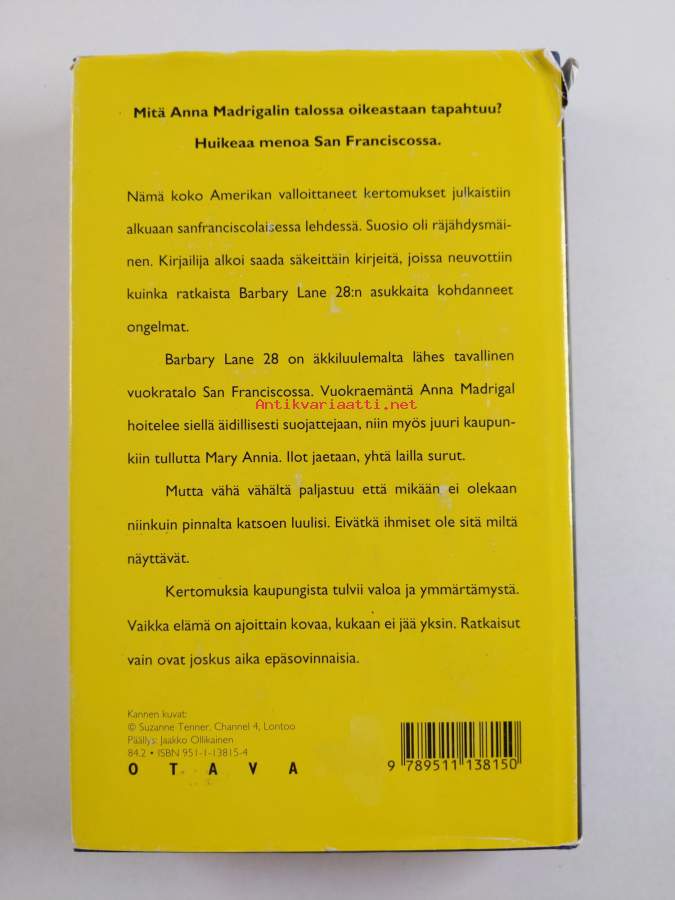 Mitä Anna Madrigalin talossa oikeastaan tapahtuu?
Huikeaa menoa San Franciscossa.
Nämä koko Amerikan valloittaneet kertomukset julkaistiin
alkuaan sanfranciscolaisessa lehdessä. Suosio oli räjähdysmäi-
nen. Kirjailija alkoi saada säkeittäin kirjeitä, joissa neuvottiin
kuinka ratkaista Barbary Lane 28:n asukkaita kohdanneet
ongelmat.
Barbary Lane 28 on äkkiluulemalta lähes tavallinen
vuokratalo San Franciscossa. Vuokraemäntä Anna Madrigal
Antikvariaatti.net
hoitelee siellä äidillisesti suojattejaan, niin myös juuri kaupun-
kiin tullutta Mary Annia. Ilot jaetaan, yhtä lailla surut.
Mutta vähä vähältä paljastuu että mikään ei olekaan
niinkuin pinnalta katsoen luulisi. Eivätkä ihmiset ole sitä miltä
näyttävät.
Kertomuksia kaupungista tulvii valoa ja ymmärtämystä.
Vaikka elämä on ajoittain kovaa, kukaan ei jää yksin. Ratkaisut
vain ovat joskus aika epäsovinnaisia.
Kannen kuvat:
© Suzanne Tenner, Channel 4, Lontoo
Päällys: Jaakko Ollikainen
84.2 • ISBN 951-1-13815-4
OTAVA
9 789511 138150